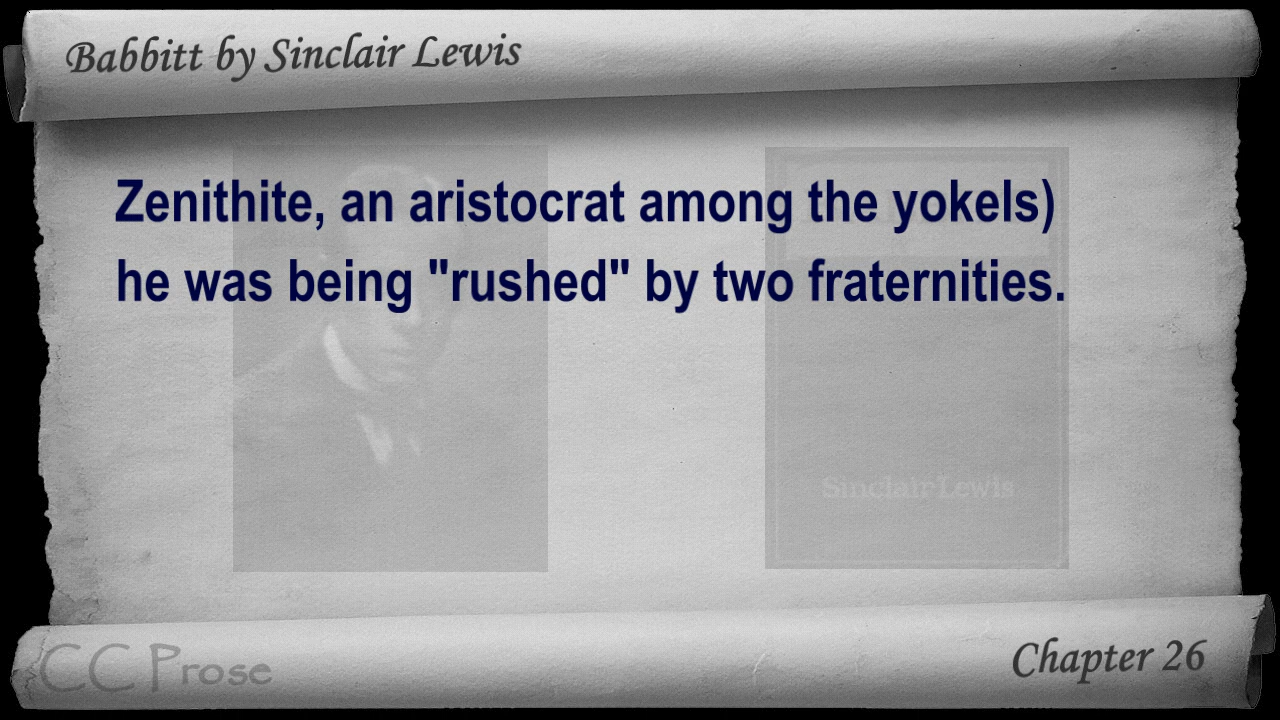 Babbitt by Sinclair Lewis
Zenithite, an aristocrat among the yokels)
he was being "rushed" by two fraternities.
Sinclair Lewis
CC Prose
Chapter 26